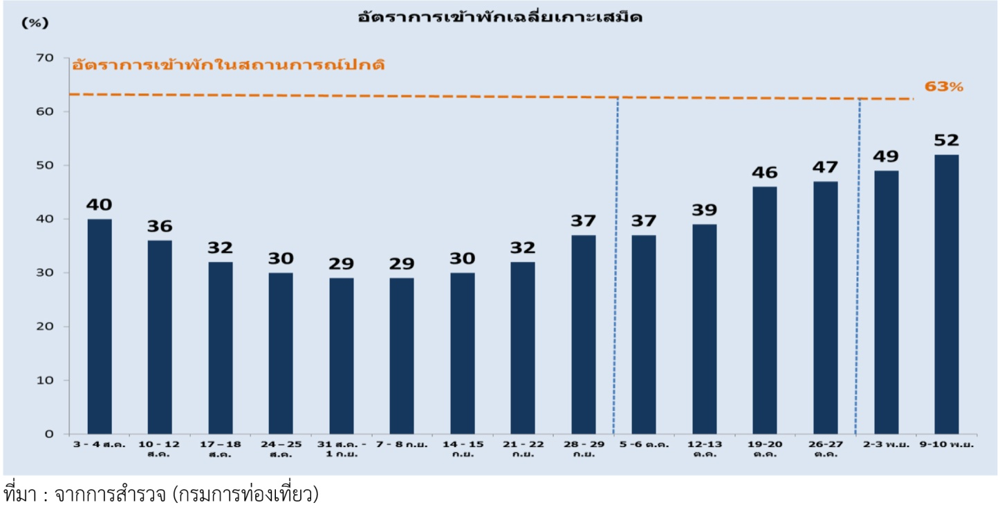 อัตราการเข้าพักเฉลี่ยเกาะเสม็ด
(%)
70
60
50
40
30
20
10
0
อัตราการเข้าพักในสถานการณ์ปกติ
63%
40
36
32
30
29
29
30
32
37
37
39
46
47
49
52
3 - 4 ส.ค.
10 - 12
ส.ค.
17 – 18
ส.ค.
24 – 25
ส.ค.
31 ส.ค. -
1 ก.ย.
7 - 8 ก.ย.
14 - 15
ก.ย.
21 - 22
ก.ย.
28 - 29
ก.ย.
5 -6 ต.ค.
12-13
ต.ค.
19-20
ต.ค.
26-27
ต.ค.
2-3 พ.ย.
9-10 พ.ย.
ที่มา : จากการสำรวจ (กรมการท่องเที่ยว)